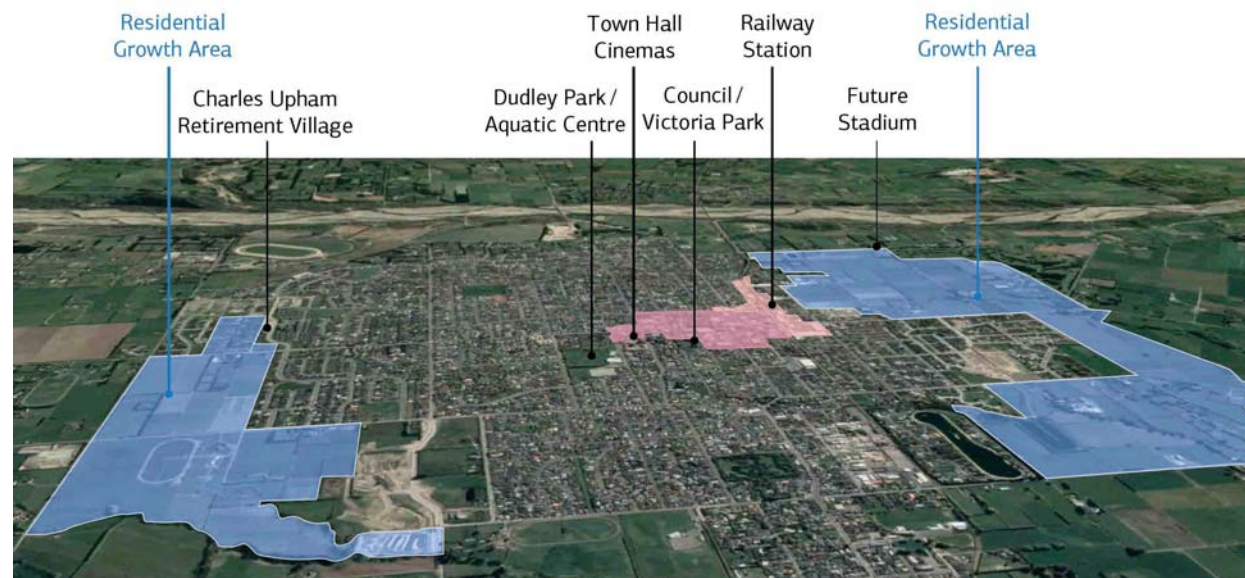 Residential
Growth Area
Charles Upham
Retirement Village
Dudley Park /
Aquatic Centre
Town Hall
Cinemas
Council /
Victoria Park
Railway
Station
Future
Stadium
Residential
Growth Area